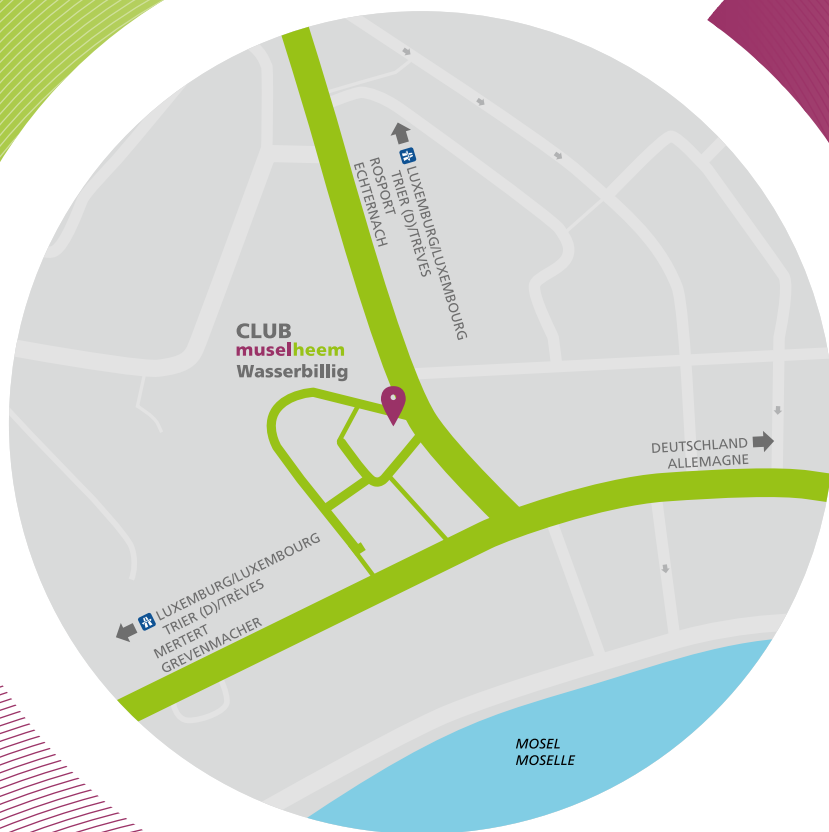 LUXEMBURG/LUXEMBOURG
TRIER (D)/TRÈVES
ROSPORT
ECHTERNACH
CLUB
muselheem
Wasserbillig
DEUTSCHLAND
ALLEMAGNE
LUXEMBURG/LUXEMBOURG
TRIER (D)/TRÈVES
MERTERT
GREVENMACHER
MOSEL
MOSELLE